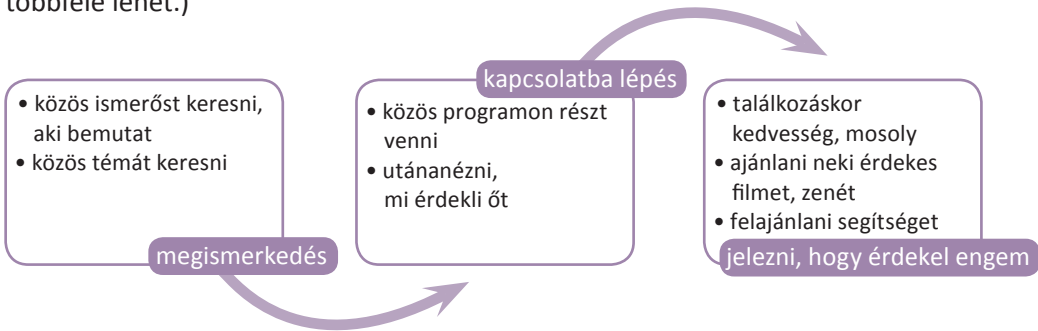 többféle lehet.)
• közös ismerőst keresni,
aki bemutat
• közös témát keresni
megismerkedés
kapcsolatba lépés
• közös programon részt
venni
• utánanézni,
mi érdekli őt
• találkozáskor
kedvesség, mosoly
• ajánlani neki érdekes
filmet, zenét
• felajánlani segítséget
jelezni, hogy érdekel engem